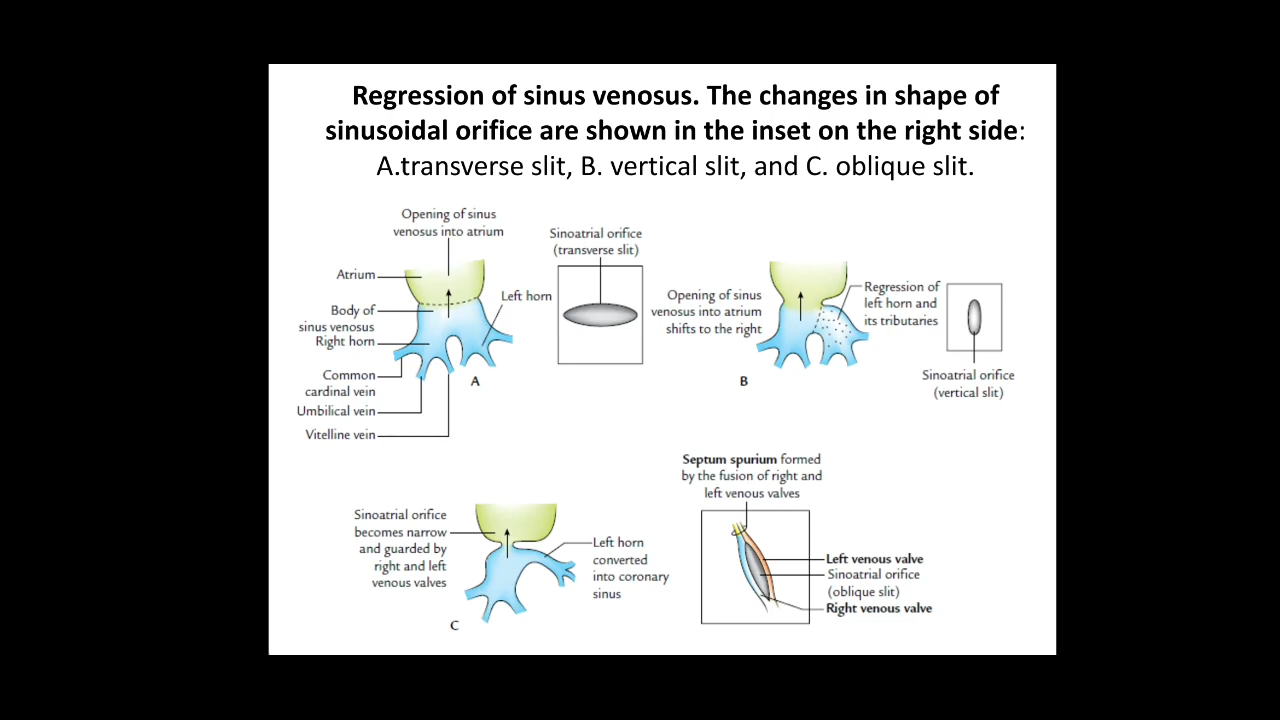 Regression of sinus venosus. The changes in shape of
sinusoidal orifice are shown in the inset on the right side:
A.transverse slit, B. vertical slit, and C. oblique slit.
Opening of sinus
venosus into atrium
Atrium
Body of
sinus venosus
Right horn
Common
cardinal vein
Umbilical vein
Vitelline vein
Left horn
A
Sinoatrial orifice
(transverse slit)
Opening of sinus
venosus into atrium
shifts to the right
Regression of
left horn and
its tributaries
B
Sinoatrial orifice
(vertical slit)
Sinoatrial orifice
becomes narrow
and guarded by
right and left
venous valves
Left horn
converted
into coronary
sinus
C
Septum spurium formed
by the fusion of right and
left venous valves
Left venous valve
Sinoatrial orifice
(oblique slit)
Right venous valve